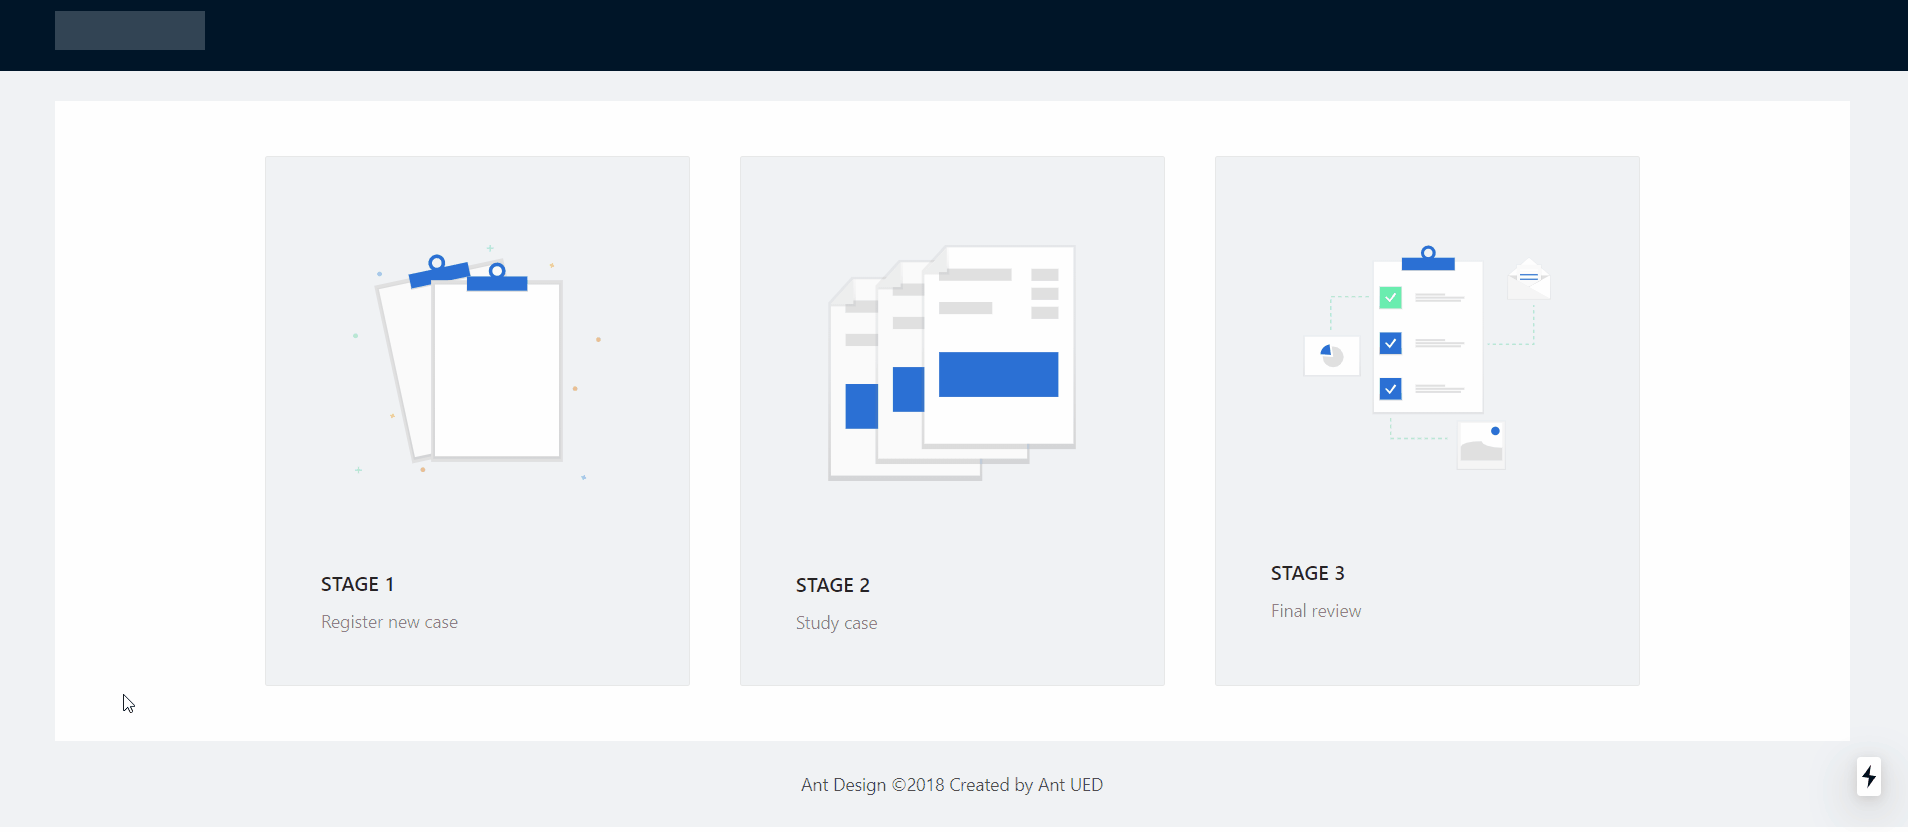 STAGE 1
Register new case
STAGE 2
Study case
STAGE 3
Final review
Ant Design ©2018 Created by Ant UED